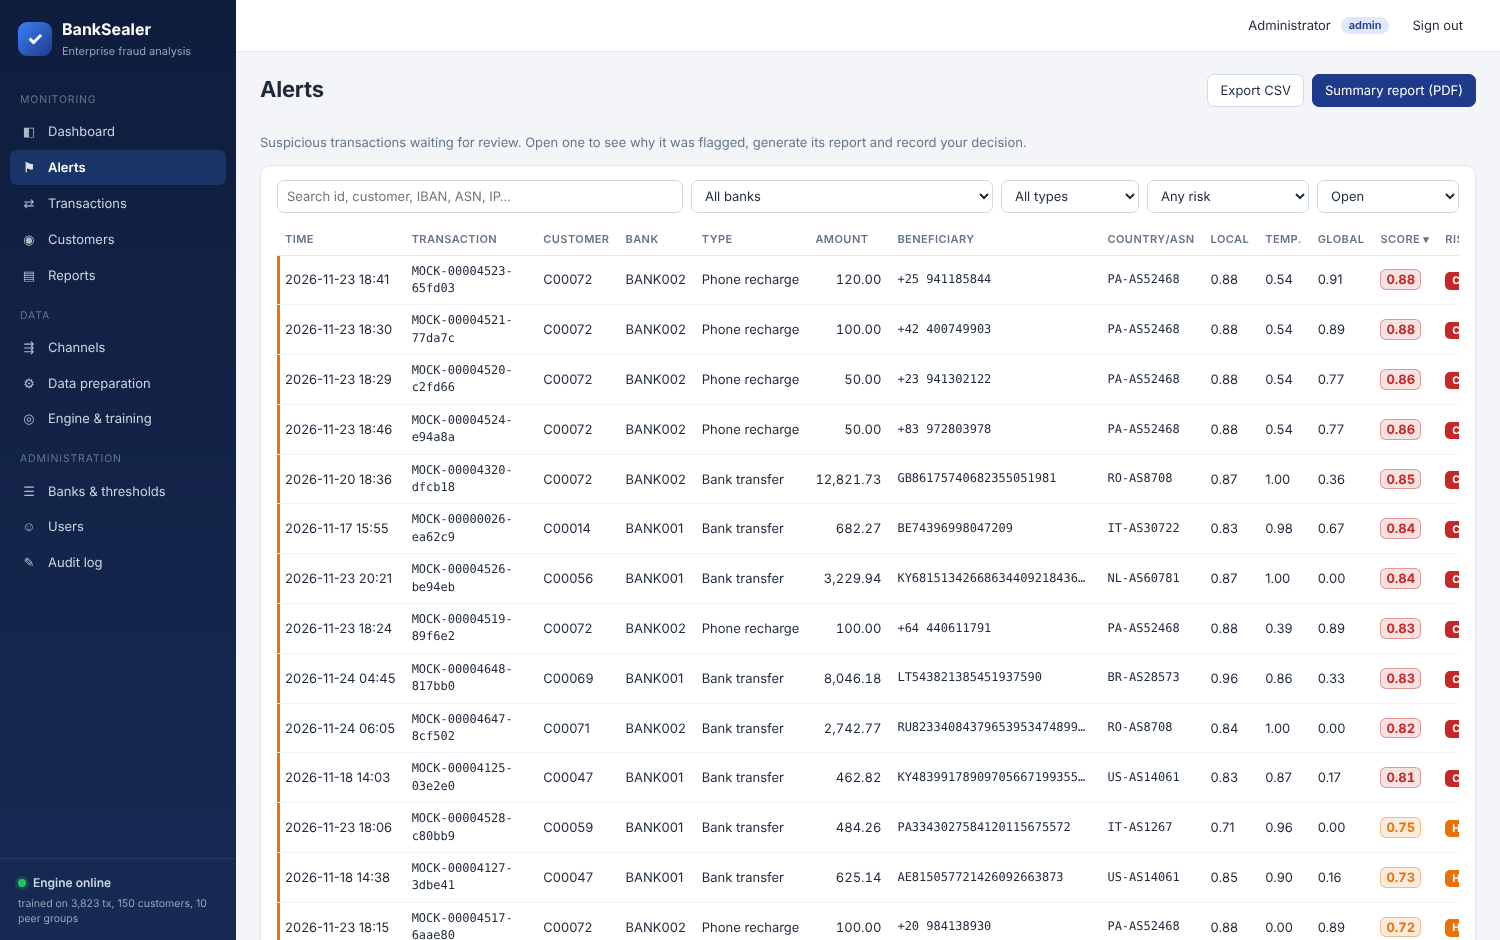 BankSealer
Enterprise fraud analysis
MONITORING
Dashboard
Alerts
Transactions
Customers
Reports
DATA
Channels
Data preparation
Engine & training
ADMINISTRATION
Banks & thresholds
Users
Audit log
Engine online
trained on 3,823 tx, 150 customers, 10
peer groups
Administrator admin Sign out
Alerts
Export CSV Summary report (PDF)
Suspicious transactions waiting for review. Open one to see why it was flagged, generate its report and record your decision.
Search id, customer, IBAN, ASN, IP... All banks All types Any risk Open
TIME TRANSACTION CUSTOMER BANK TYPE AMOUNT BENEFICIARY COUNTRY/ASN LOCAL TEMP. GLOBAL SCORE ▾
2026-11-23 18:41 MOCK-00004523-65fd03 C00072 BANK002 Phone recharge 120.00 +25 941185844 PA-AS52468 0.88 0.54 0.91 0.88
2026-11-23 18:30 MOCK-00004521-77da7c C00072 BANK002 Phone recharge 100.00 +42 400749903 PA-AS52468 0.88 0.54 0.89 0.88
2026-11-23 18:29 MOCK-00004520-c2fd66 C00072 BANK002 Phone recharge 50.00 +23 941302122 PA-AS52468 0.88 0.54 0.77 0.86
2026-11-23 18:46 MOCK-00004524-e94a8a C00072 BANK002 Phone recharge 50.00 +83 972803978 PA-AS52468 0.88 0.54 0.77 0.86
2026-11-20 18:36 MOCK-00004320-dfcb18 C00072 BANK002 Bank transfer 12,821.73 GB86175740682355051981 RO-AS8708 0.87 1.00 0.36 0.85
2026-11-17 15:55 MOCK-00000026-ea62c9 C00014 BANK001 Bank transfer 682.27 BE74396998047209 IT-AS30722 0.83 0.98 0.67 0.84
2026-11-23 20:21 MOCK-00004526-be94eb C00056 BANK001 Bank transfer 3,229.94 KY68151342668634409218436… NL-AS60781 0.87 1.00 0.00 0.84
2026-11-23 18:24 MOCK-00004519-89f6e2 C00072 BANK002 Phone recharge 100.00 +64 440611791 PA-AS52468 0.88 0.39 0.89 0.83
2026-11-24 04:45 MOCK-00004648-817bb0 C00069 BANK001 Bank transfer 8,046.18 LT543821385451937590 BR-AS28573 0.96 0.86 0.33 0.83
2026-11-24 06:05 MOCK-00004647-8cf502 C00071 BANK002 Bank transfer 2,742.77 RU82334084379653953474899… RO-AS8708 0.84 1.00 0.00 0.82
2026-11-18 14:03 MOCK-00004125-03e2e0 C00047 BANK001 Bank transfer 462.82 KY48399178909705667199355… US-AS14061 0.83 0.87 0.17 0.81
2026-11-23 18:06 MOCK-00004528-c80bb9 C00059 BANK001 Bank transfer 484.26 PA3343027584120115675572 IT-AS1267 0.71 0.96 0.00 0.75
2026-11-18 14:38 MOCK-00004127-3dbe41 C00047 BANK001 Bank transfer 625.14 AE815057721426092663873 US-AS14061 0.85 0.90 0.16 0.73
2026-11-23 18:15 MOCK-00004517-6aae80 C00072 BANK002 Phone recharge 100.00 +20 984138930 PA-AS52468 0.88 0.00 0.89 0.72